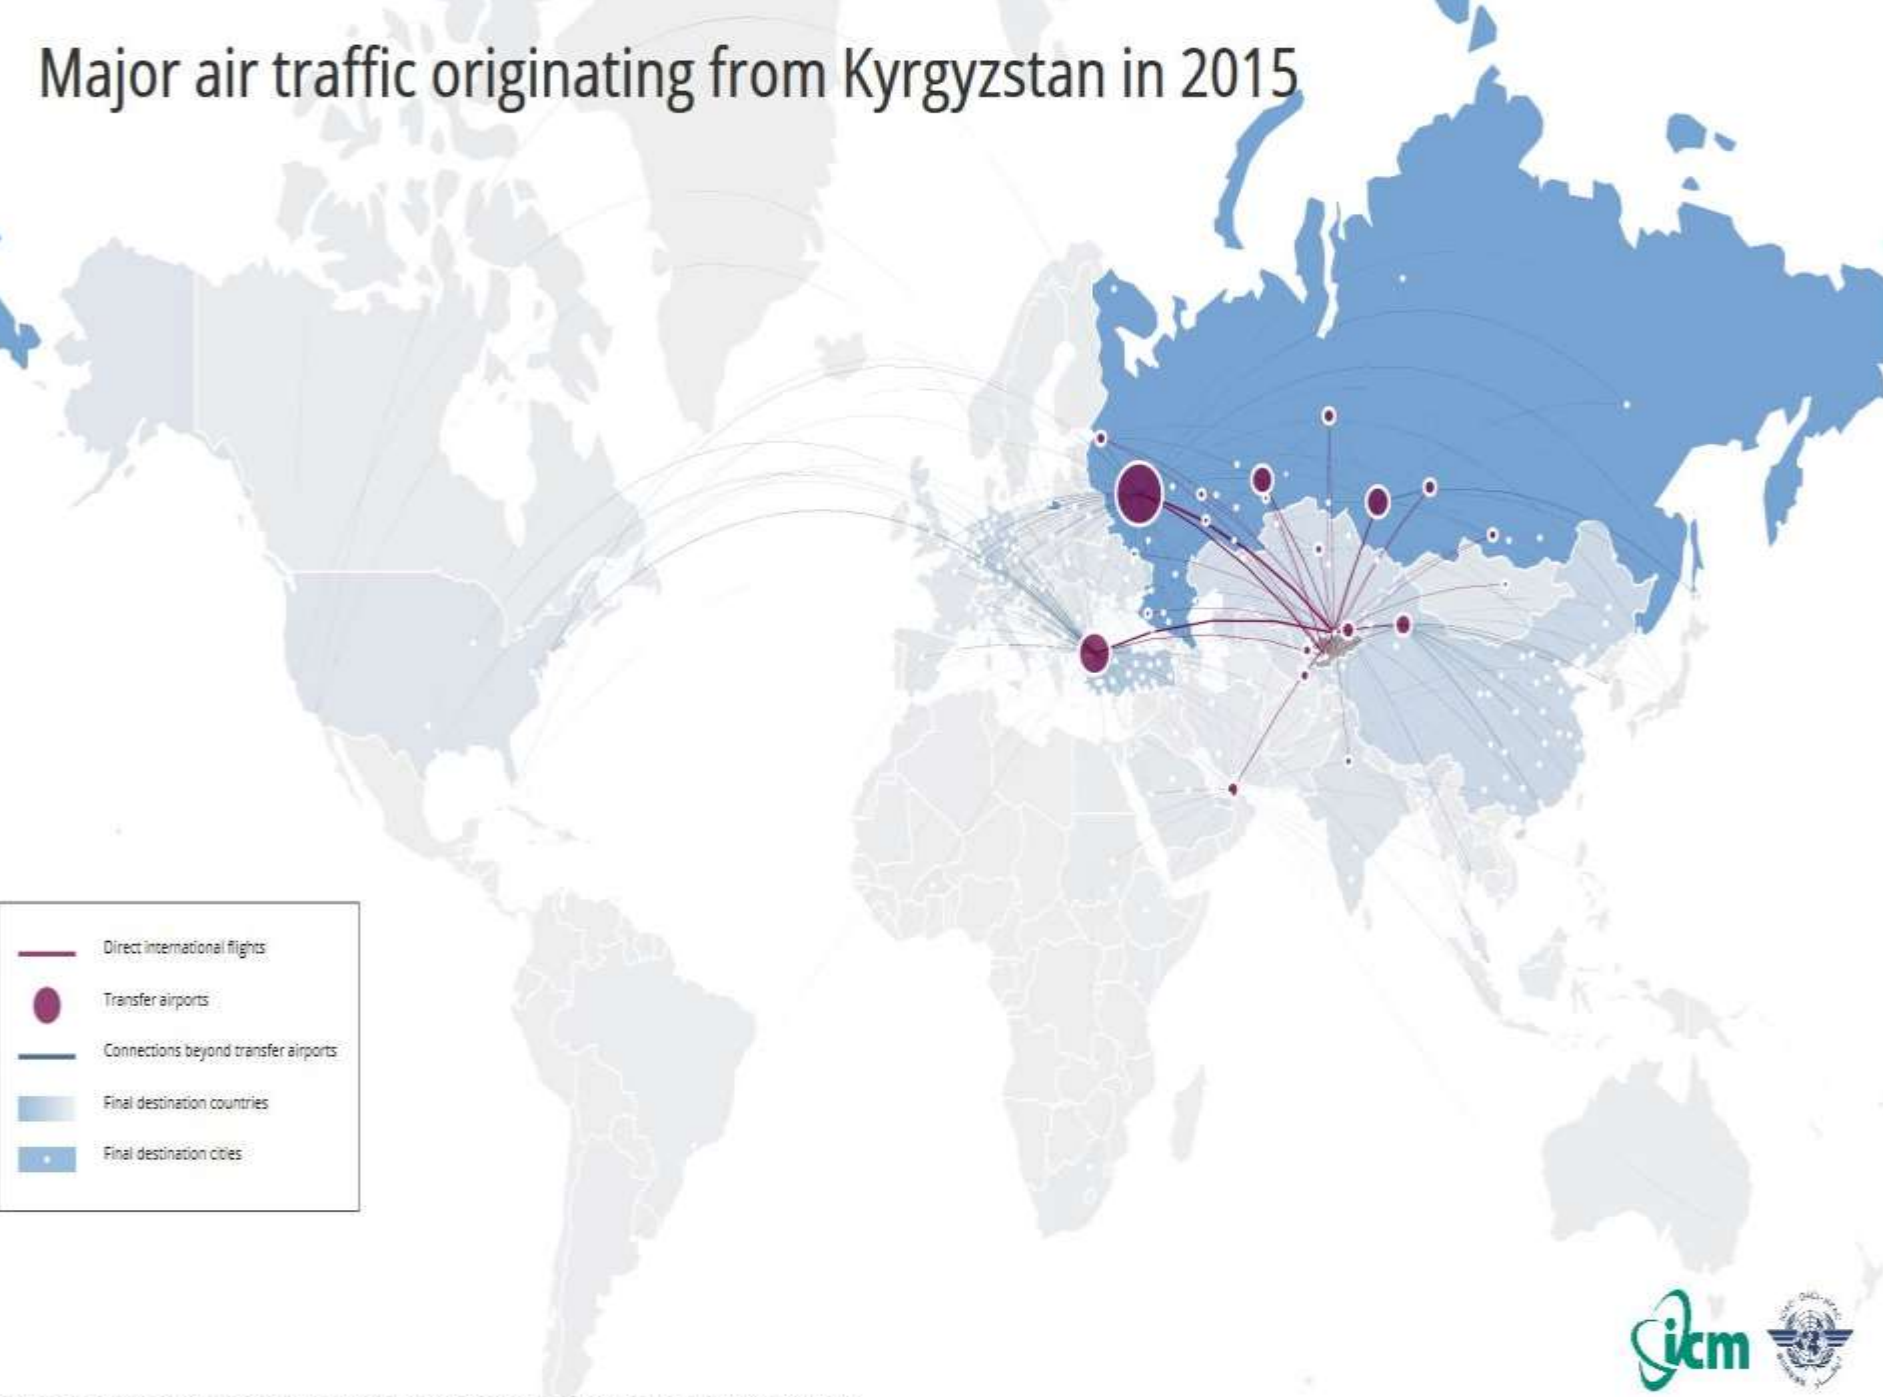 Major air traffic originating from Kyrgyzstan in 2015
Direct international flights
Transfer airports
Connections beyond transfer airports
Final destination countries
Final destination cities
icm